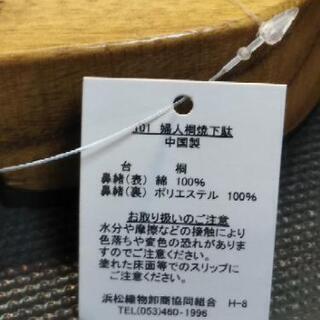 101 婦人桐焼下駄
中国製
台　　桐
鼻緒(表) 綿 100%
鼻緒(裏) ポリエステル 100%
お取り扱いのご注意
水分や摩擦などの接触により
色落ちや変色の恐れがありま
すのでご注意ください。
塗れた床面等でのスリップに
ご注意ください。
浜松織物卸商協同組合　H-8
TEL(053)460-1996